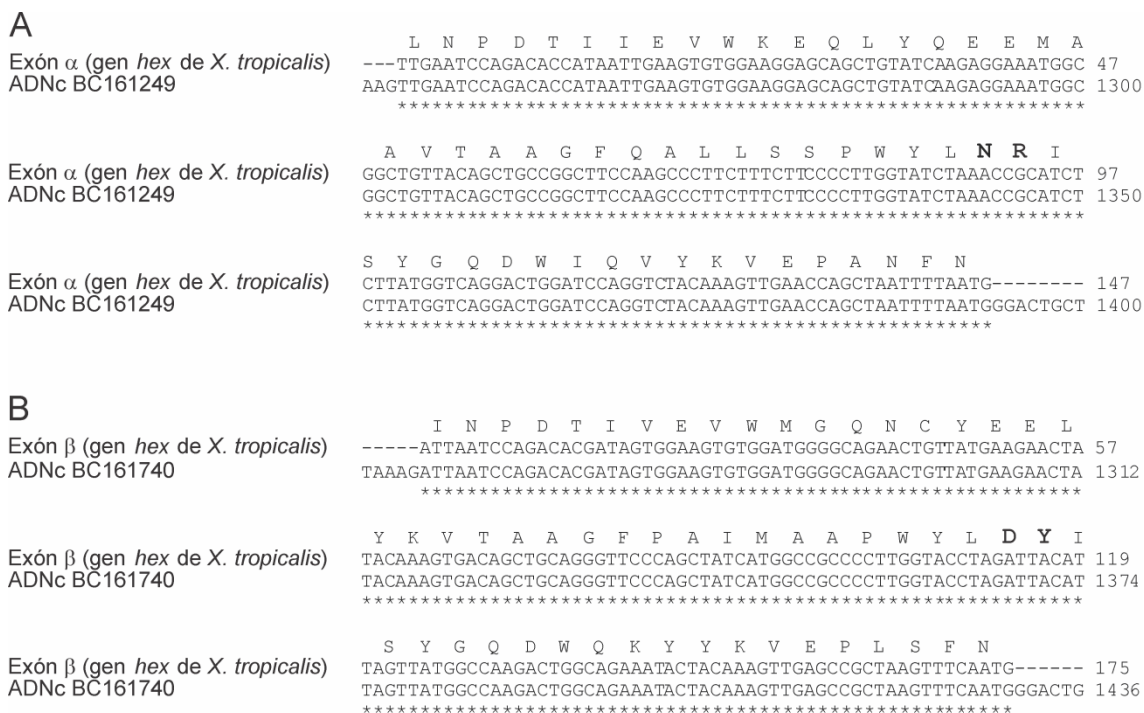 A
L N P D T I I E V W K E Q L Y Q E E M A
Exón α (gen hex de X. tropicalis) ---TTGAATCCAGACACCATAATTGAAGTGTGGAAGGAGCAGCTGTATCAAGAGGAAATGGC 47
ADNc BC161249 AAGTTGAATCCAGACACCATAATTGAAGTGTGGAAGGAGCAGCTGTATCAAGAGGAAATGGC 1300
***********************************************************
A V T A A G F Q A L L S S P W Y L N R I
Exón α (gen hex de X. tropicalis) GGCTGTTACAGCTGCCGGCTTCCAAGCCCTTCTTTCTTCCCCTTGGTATCTAAACCGCATCT 97
ADNc BC161249 GGCTGTTACAGCTGCCGGCTTCCAAGCCCTTCTTTCTTCCCCTTGGTATCTAAACCGCATCT 1350
**************************************************************
S Y G Q D W I Q V Y K V E P A N F N
Exón α (gen hex de X. tropicalis) CTTATGGTCAGGACTGGATCCAGGTCTACAAAGTTGAACCAGCTAATTTTAATG-------- 147
ADNc BC161249 CTTATGGTCAGGACTGGATCCAGGTCTACAAAGTTGAACCAGCTAATTTTAATGGGACTGCT 1400
******************************************************
B
I N P D T I V E V W M G Q N C Y E E L
Exón β (gen hex de X. tropicalis) -----ATTAATCCAGACACGATAGTGGAAGTGTGGATGGGGCAGAACTGTTATGAAGAACTA 57
ADNc BC161740 TAAAGATTAATCCAGACACGATAGTGGAAGTGTGGATGGGGCAGAACTGTTATGAAGAACTA 1312
*********************************************************
Y K V T A A G F P A I M A A P W Y L D Y I
Exón β (gen hex de X. tropicalis) TACAAAGTGACAGCTGCAGGGTTCCCAGCTATCATGGCCGCCCCTTGGTACCTAGATTACAT 119
ADNc BC161740 TACAAAGTGACAGCTGCAGGGTTCCCAGCTATCATGGCCGCCCCTTGGTACCTAGATTACAT 1374
**************************************************************
S Y G Q D W Q K Y Y K V E P L S F N
Exón β (gen hex de X. tropicalis) TAGTTATGGCCAAGACTGGCAGAAATACTACAAAGTTGAGCCGCTAAGTTTCAATG------ 175
ADNc BC161740 TAGTTATGGCCAAGACTGGCAGAAATACTACAAAGTTGAGCCGCTAAGTTTCAATGGGACTG 1436
********************************************************